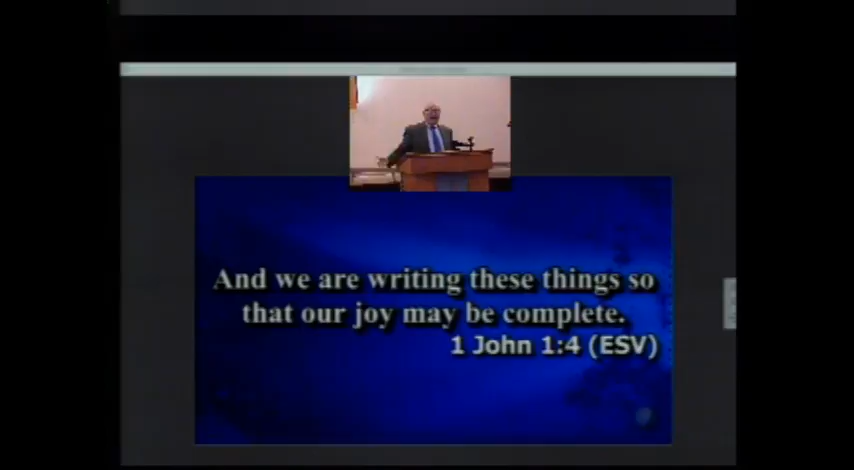 And we are writing these things so
that our joy may be complete.
1 John 1:4 (ESV)